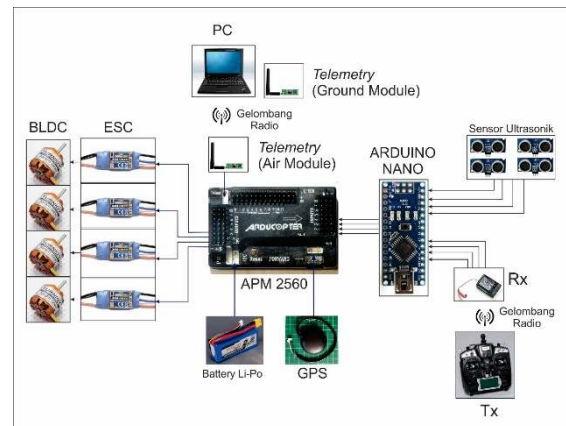 PC
Telemetry
(Ground Module)
Gelombang
Radio
BLDC
ESC
Telemetry
(Air Module)
ARDUINO
NANO
Sensor Ultrasonik
ARDUCOPTER
APM 2560
Rx
Gelombang
Radio
Battery Li-Po
GPS
Tx